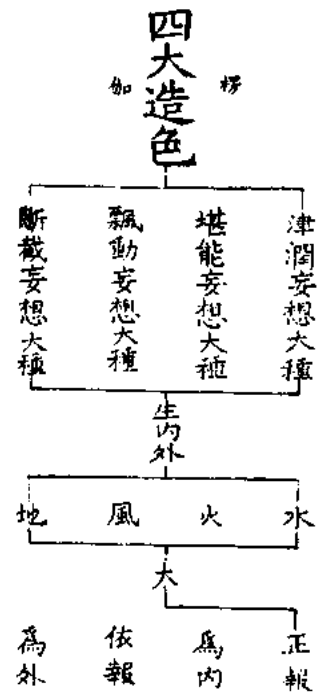 四大造色
楞伽
津潤妄想大種
堪能妄想大種
飄動妄想大種
斷截妄想大種
生內外
水
火
風
地
大
正報
為內
依報
為外